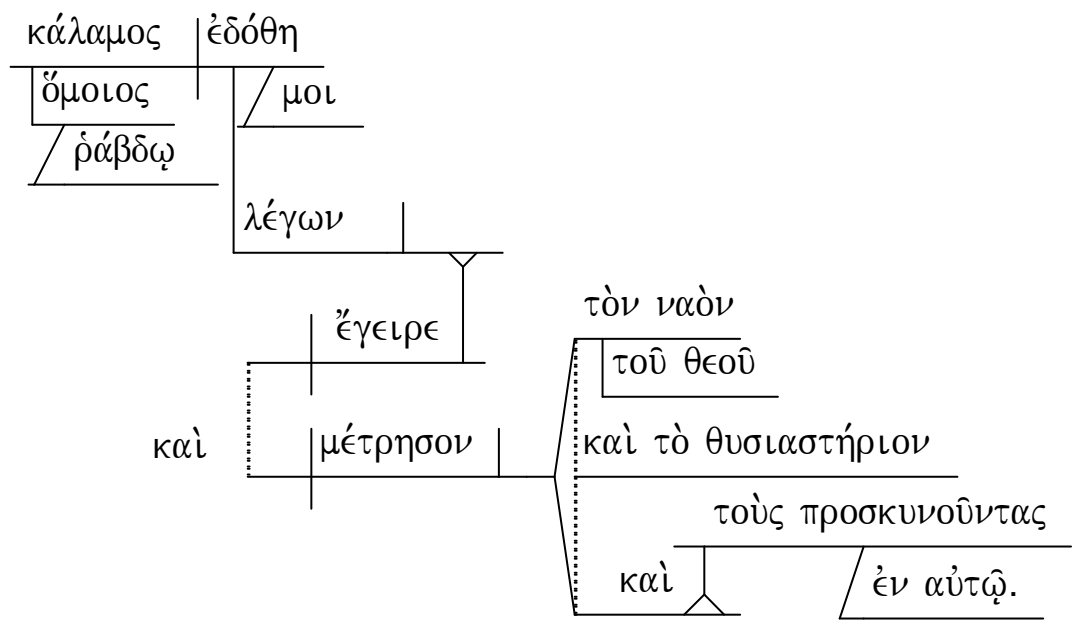 κάλαμος ἐδόθη
ὅμοιος μοι
ῥάβδῳ
λέγων
τὸν ναὸν
ἔγειρε
τοῦ θεοῦ
καὶ μέτρησον καὶ τὸ θυσιαστήριον
τοὺς προσκυνοῦντας
καὶ ἐν αὐτῷ.